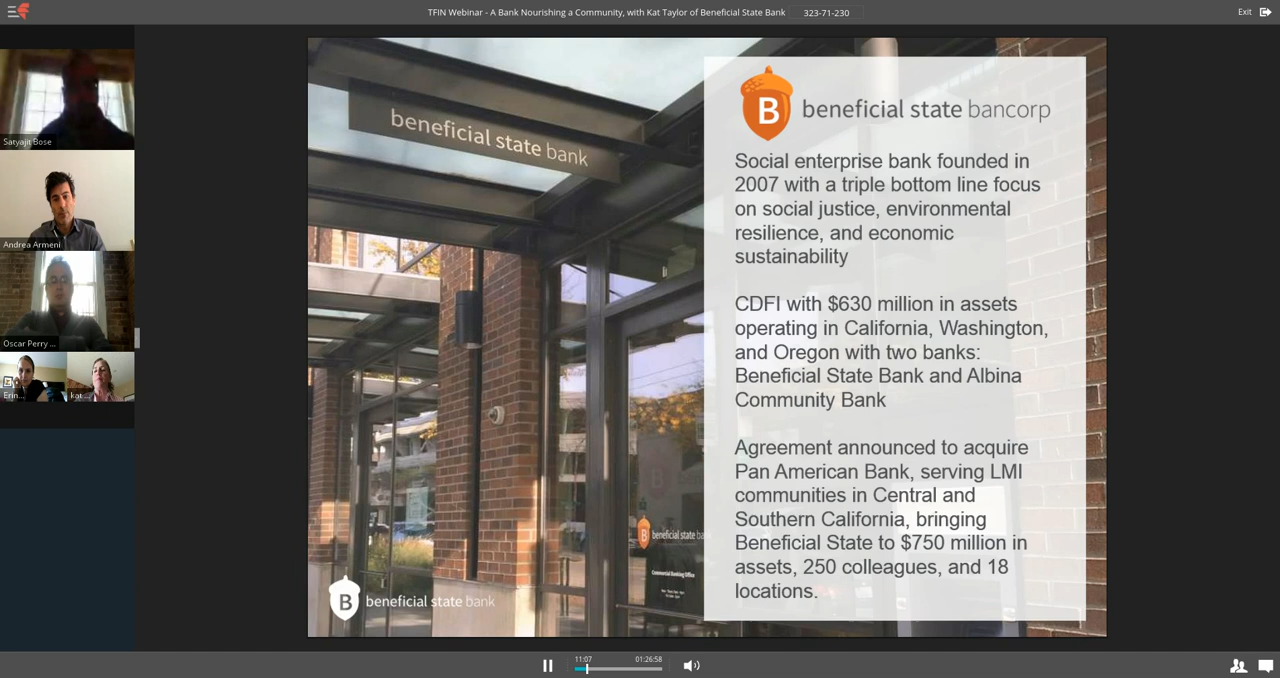 TFIN Webinar - A Bank Nourishing a Community, with Kat Taylor of Beneficial State Bank
323-71-230
Exit
Satyajit Bose
Andrea Armeni
Oscar Perry ...
Erin...
kat ...
beneficial state bank
B
beneficial state bancorp
Social enterprise bank founded in
2007 with a triple bottom line focus
on social justice, environmental
resilience, and economic
sustainability
CDFI with $630 million in assets
operating in California, Washington,
and Oregon with two banks:
Beneficial State Bank and Albina
Community Bank
Agreement announced to acquire
Pan American Bank, serving LMI
communities in Central and
Southern California, bringing
Beneficial State to $750 million in
assets, 250 colleagues, and 18
locations.
B
beneficial state
Commercial Banking Office
B
beneficial state bank
11:07
01:26:58